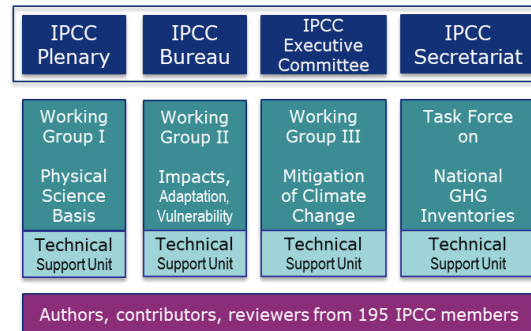 IPCC
Plenary
IPCC
Bureau
IPCC
Executive
Committee
IPCC
Secretariat
Working
Group I
Physical
Science
Basis
Technical
Support Unit
Working
Group II
Impacts,
Adaptation,
Vulnerability
Technical
Support Unit
Working
Group III
Mitigation
of Climate
Change
Technical
Support Unit
Task Force
on
National
GHG
Inventories
Technical
Support Unit
Authors, contributors, reviewers from 195 IPCC members